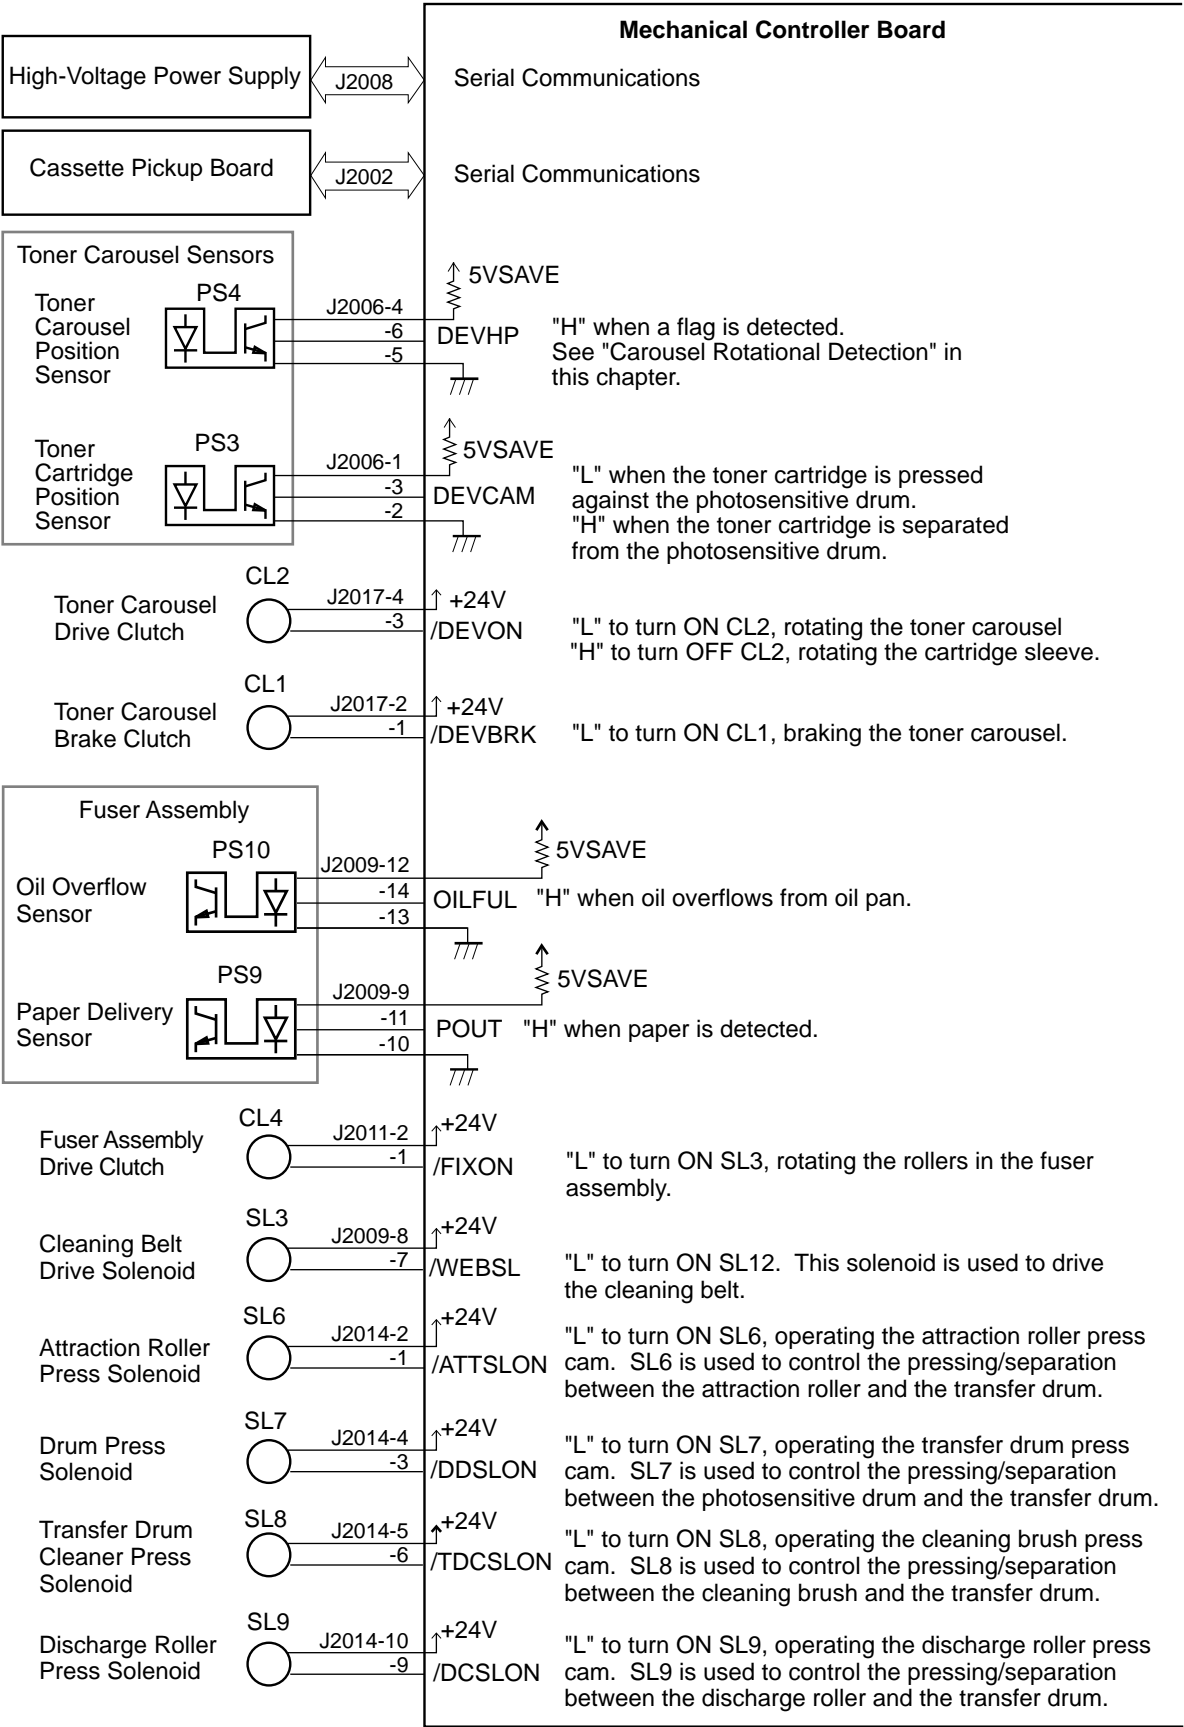 Mechanical Controller Board
High-Voltage Power Supply
J2008
Serial Communications
Cassette Pickup Board
J2002
Serial Communications
Toner Carousel Sensors
Toner
Carousel
Position
Sensor
PS4
J2006-4
-6
-5
5VSAVE
DEVHP
"H" when a flag is detected.
See "Carousel Rotational Detection" in
this chapter.
Toner
Cartridge
Position
Sensor
PS3
J2006-1
-3
-2
5VSAVE
DEVCAM
"L" when the toner cartridge is pressed
against the photosensitive drum.
"H" when the toner cartridge is separated
from the photosensitive drum.
Toner Carousel
Drive Clutch
CL2
J2017-4
-3
+24V
/DEVON
"L" to turn ON CL2, rotating the toner carousel
"H" to turn OFF CL2, rotating the cartridge sleeve.
Toner Carousel
Brake Clutch
CL1
J2017-2
-1
+24V
/DEVBRK
"L" to turn ON CL1, braking the toner carousel.
Fuser Assembly
Oil Overflow
Sensor
PS10
J2009-12
-14
-13
5VSAVE
OILFUL
"H" when oil overflows from oil pan.
Paper Delivery
Sensor
PS9
J2009-9
-11
-10
5VSAVE
POUT
"H" when paper is detected.
Fuser Assembly
Drive Clutch
CL4
J2011-2
-1
+24V
/FIXON
"L" to turn ON SL3, rotating the rollers in the fuser
assembly.
Cleaning Belt
Drive Solenoid
SL3
J2009-8
-7
+24V
/WEBSL
"L" to turn ON SL12. This solenoid is used to drive
the cleaning belt.
Attraction Roller
Press Solenoid
SL6
J2014-2
-1
+24V
/ATTSLON
"L" to turn ON SL6, operating the attraction roller press
cam. SL6 is used to control the pressing/separation
between the attraction roller and the transfer drum.
Drum Press
Solenoid
SL7
J2014-4
-3
+24V
/DDSLON
"L" to turn ON SL7, operating the transfer drum press
cam. SL7 is used to control the pressing/separation
between the photosensitive drum and the transfer drum.
Transfer Drum
Cleaner Press
Solenoid
SL8
J2014-5
-6
+24V
/TDCSLON
"L" to turn ON SL8, operating the cleaning brush press
cam. SL8 is used to control the pressing/separation
between the cleaning brush and the transfer drum.
Discharge Roller
Press Solenoid
SL9
J2014-10
-9
+24V
/DCSLON
"L" to turn ON SL9, operating the discharge roller press
cam. SL9 is used to control the pressing/separation
between the discharge roller and the transfer drum.